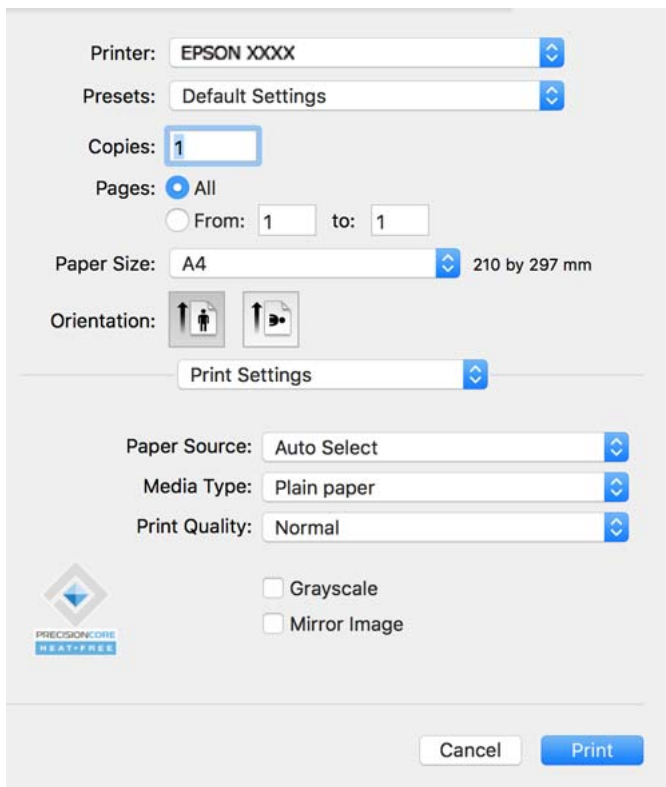 Printer: EPSON XXXX
Presets: Default Settings
Copies: 1
Pages: All
From: 1 to: 1
Paper Size: A4 210 by 297 mm
Orientation:
Print Settings
Paper Source: Auto Select
Media Type: Plain paper
Print Quality: Normal
Grayscale
Mirror Image
PRECISIONCORE
HEAT-FREE
Cancel Print